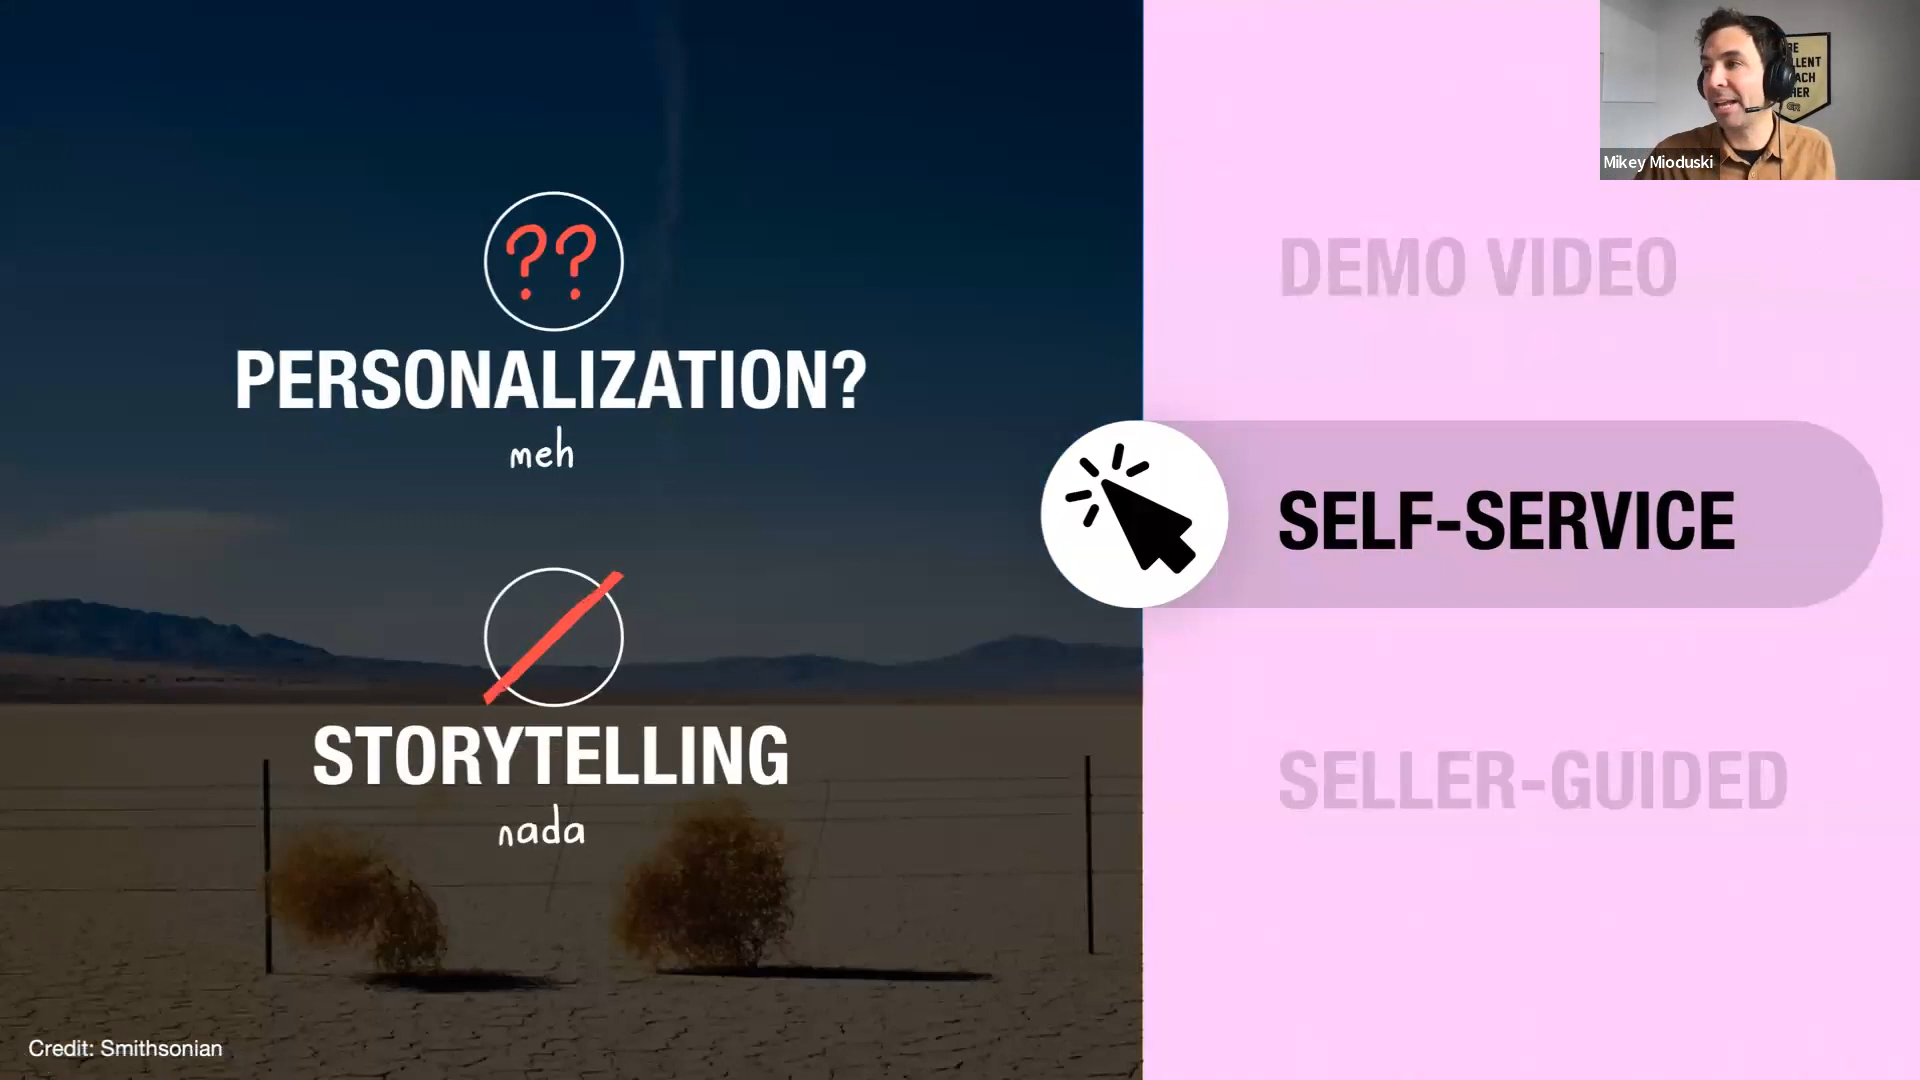 ??
PERSONALIZATION?
meh
STORYTELLING
nada
Credit: Smithsonian
DEMO VIDEO
SELF-SERVICE
SELLER-GUIDED
Mikey Mioduski